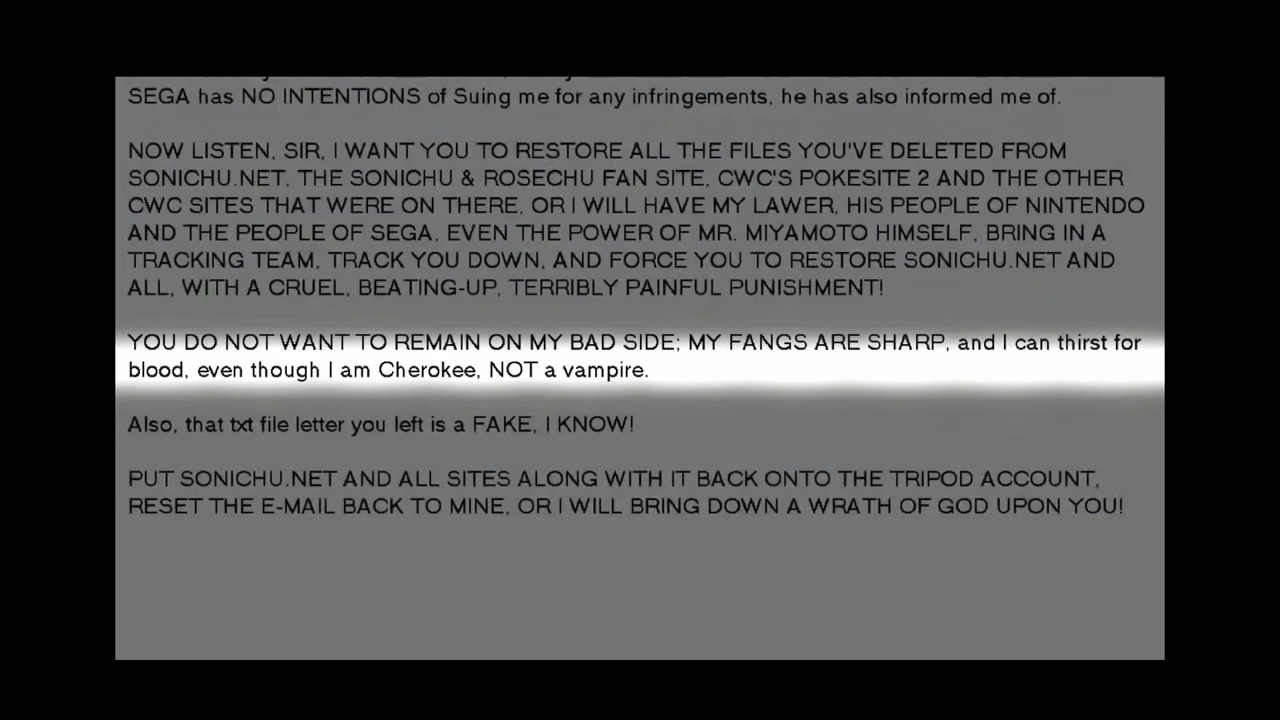 SEGA has NO INTENTIONS of Suing me for any infringements, he has also informed me of.
NOW LISTEN, SIR, I WANT YOU TO RESTORE ALL THE FILES YOU'VE DELETED FROM
SONICHU.NET, THE SONICHU & ROSECHU FAN SITE, CWC'S POKESITE 2 AND THE OTHER
CWC SITES THAT WERE ON THERE, OR I WILL HAVE MY LAWER, HIS PEOPLE OF NINTENDO
AND THE PEOPLE OF SEGA, EVEN THE POWER OF MR. MIYAMOTO HIMSELF, BRING IN A
TRACKING TEAM, TRACK YOU DOWN, AND FORCE YOU TO RESTORE SONICHU.NET AND
ALL, WITH A CRUEL, BEATING-UP, TERRIBLY PAINFUL PUNISHMENT!
YOU DO NOT WANT TO REMAIN ON MY BAD SIDE; MY FANGS ARE SHARP, and I can thirst for
blood, even though I am Cherokee, NOT a vampire.
Also, that txt file letter you left is a FAKE, I KNOW!
PUT SONICHU.NET AND ALL SITES ALONG WITH IT BACK ONTO THE TRIPOD ACCOUNT,
RESET THE E-MAIL BACK TO MINE, OR I WILL BRING DOWN A WRATH OF GOD UPON YOU!